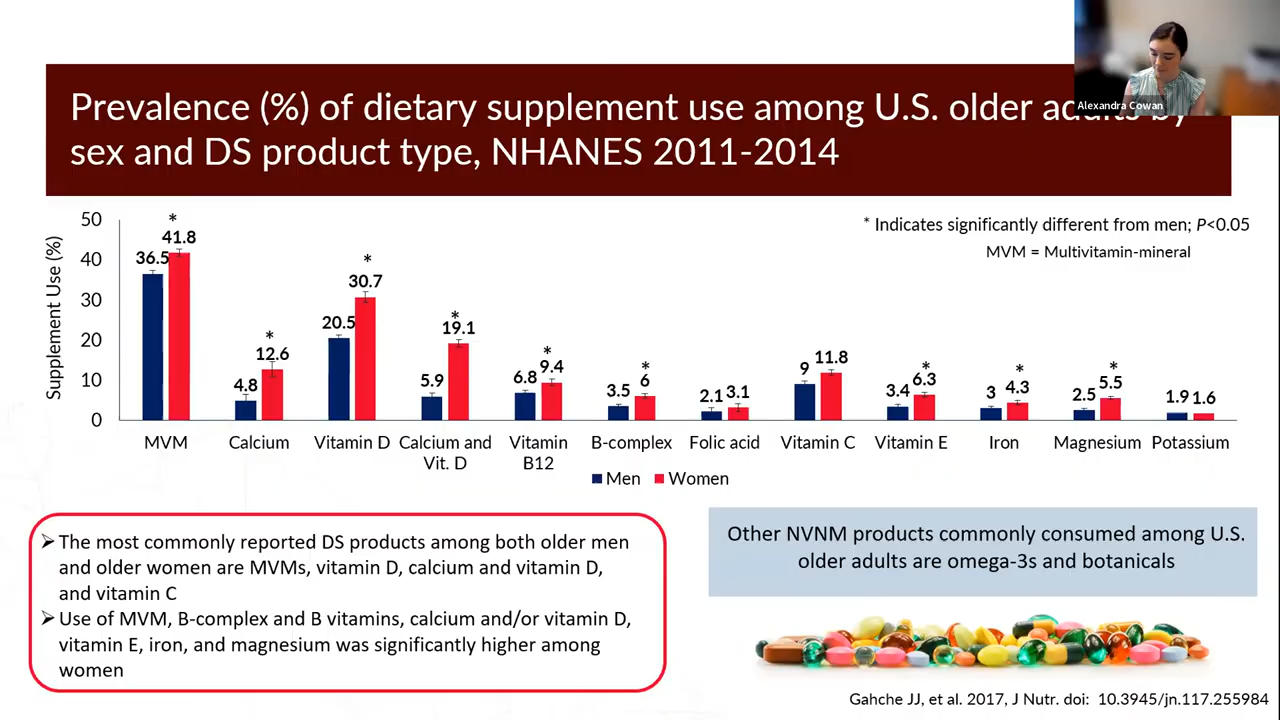 Alexandra Cowan
Prevalence (%) of dietary supplement use among U.S. older adults by
sex and DS product type, NHANES 2011-2014
* Indicates significantly different from men; P<0.05
MVM = Multivitamin-mineral
Supplement Use (%)
50
40
30
20
10
0
*
36.5 41.8
*
4.8 12.6
*
20.5 30.7
*
5.9 19.1
*
6.8 9.4
*
3.5 6
2.1 3.1
9 11.8
*
3.4 6.3
*
3 4.3
*
2.5 5.5
1.9 1.6
MVM Calcium Vitamin D Calcium and Vitamin B-complex Folic acid Vitamin C Vitamin E Iron Magnesium Potassium
Vit. D B12
Men Women
➢ The most commonly reported DS products among both older men
and older women are MVMs, vitamin D, calcium and vitamin D,
and vitamin C
➢ Use of MVM, B-complex and B vitamins, calcium and/or vitamin D,
vitamin E, iron, and magnesium was significantly higher among
women
Other NVNM products commonly consumed among U.S.
older adults are omega-3s and botanicals
Gahche JJ, et al. 2017, J Nutr. doi: 10.3945/jn.117.255984